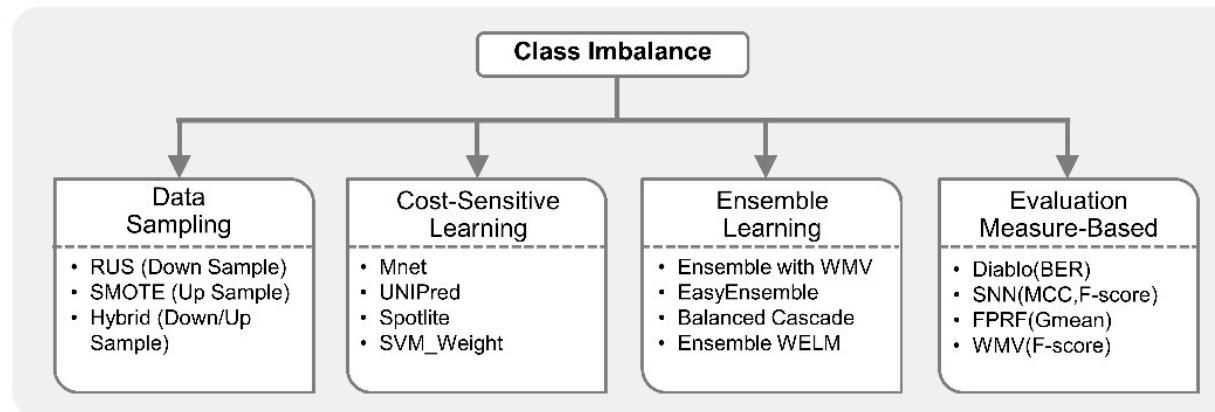 Class Imbalance
Data
Sampling
• RUS (Down Sample)
• SMOTE (Up Sample)
• Hybrid (Down/Up
Sample)
Cost-Sensitive
Learning
• Mnet
• UNIPred
• Spotlite
• SVM_Weight
Ensemble
Learning
• Ensemble with WMV
• EasyEnsemble
• Balanced Cascade
• Ensemble WELM
Evaluation
Measure-Based
• Diablo(BER)
• SNN(MCC,F-score)
• FPRF(Gmean)
• WMV(F-score)